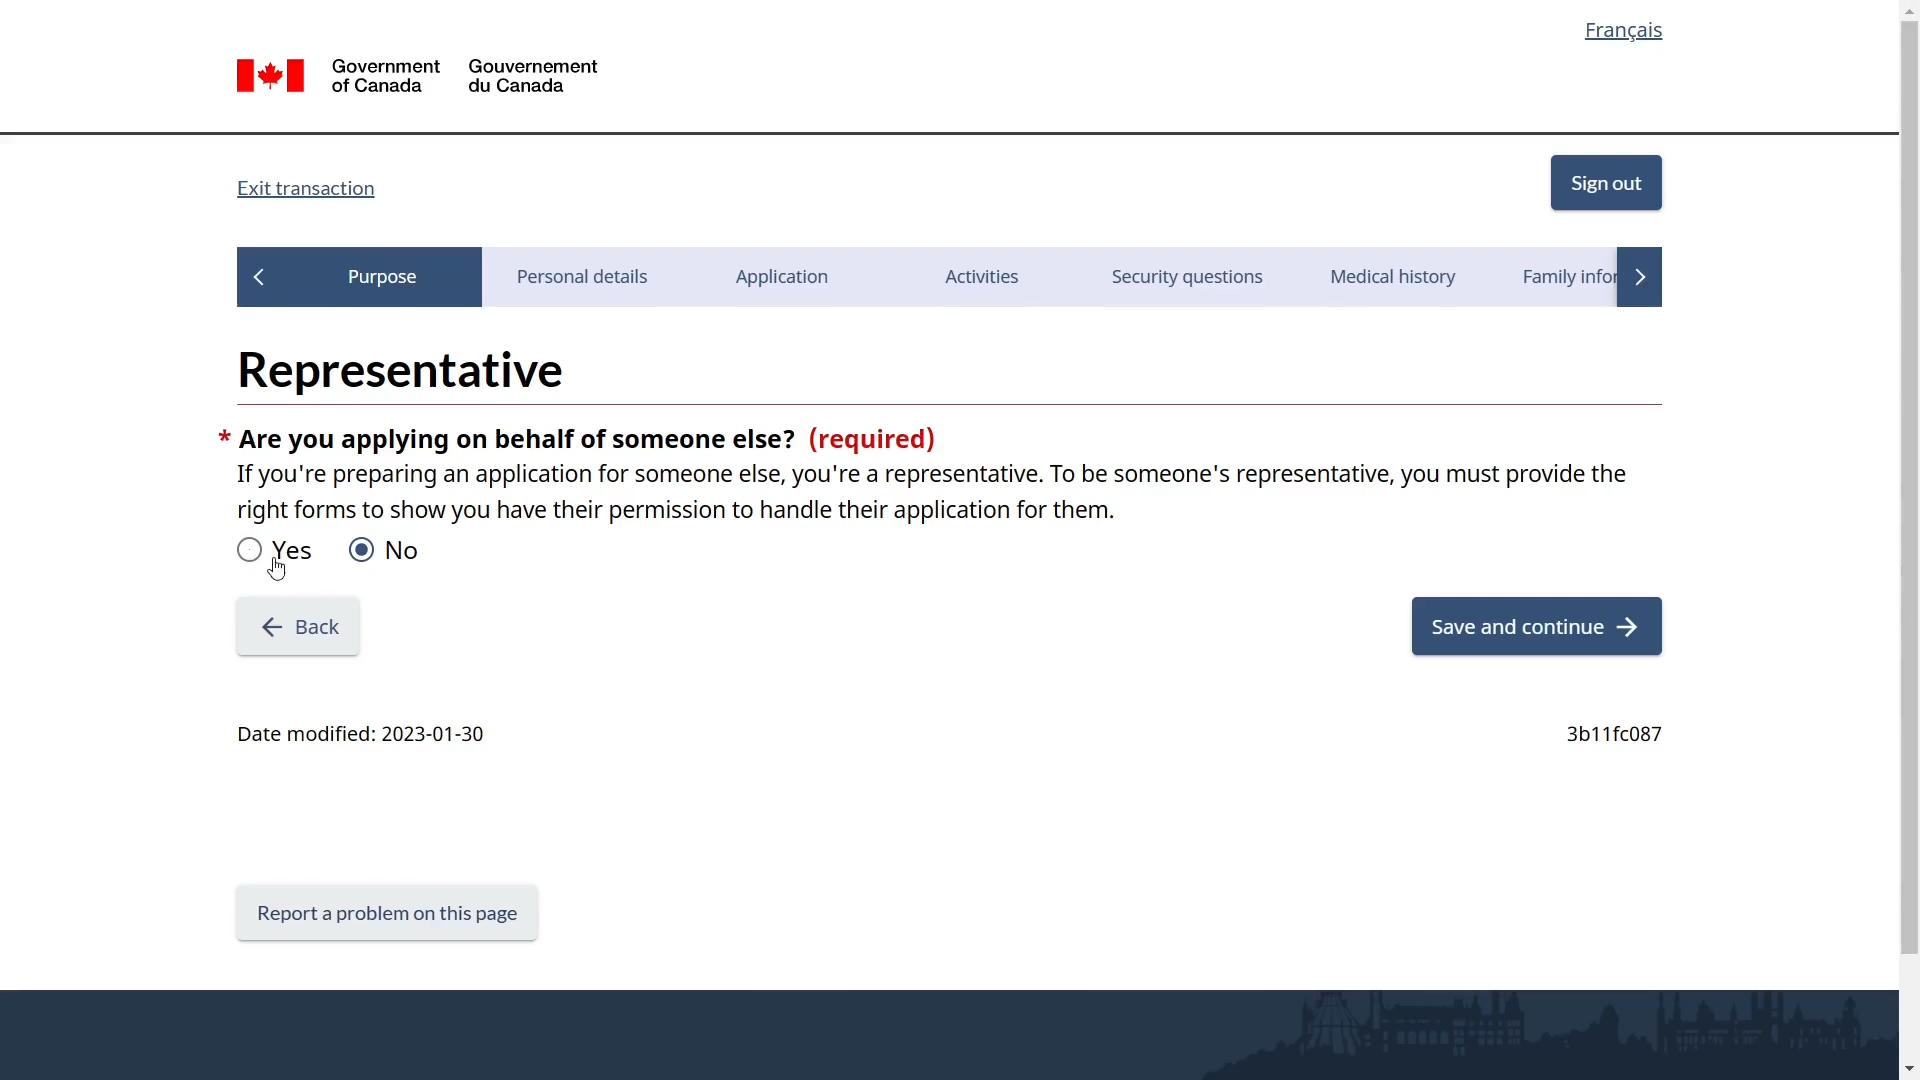 Français
Government of Canada
Gouvernement du Canada
Exit transaction
Sign out
Purpose
Personal details
Application
Activities
Security questions
Medical history
Family infor
Representative
* Are you applying on behalf of someone else? (required)
If you're preparing an application for someone else, you're a representative. To be someone's representative, you must provide the
right forms to show you have their permission to handle their application for them.
Yes
No
Back
Save and continue
Date modified: 2023-01-30
3b11fc087
Report a problem on this page